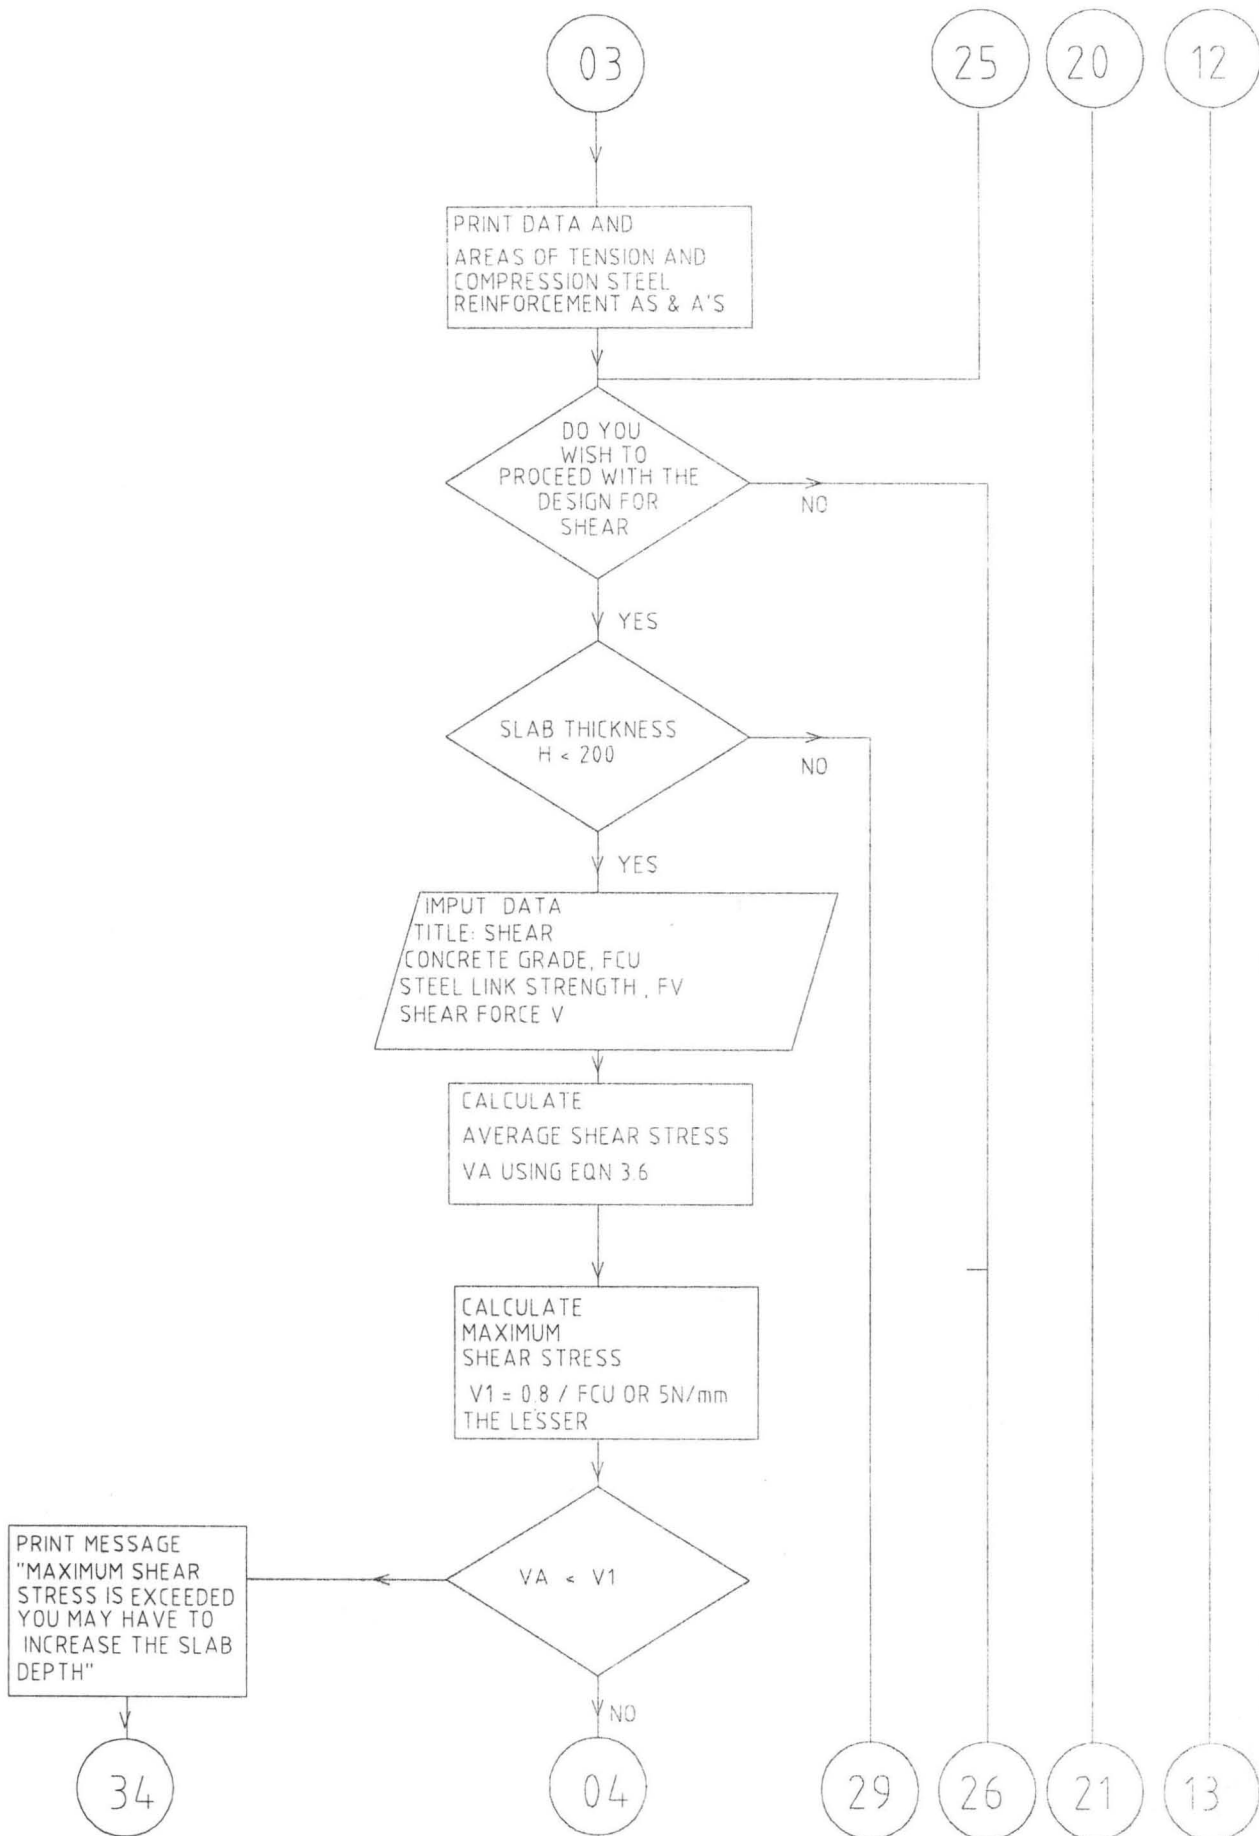 03
25
20
12
PRINT DATA AND
AREAS OF TENSION AND
COMPRESSION STEEL
REINFORCEMENT AS & A'S
DO YOU
WISH TO
PROCEED WITH THE
DESIGN FOR
SHEAR
NO
YES
SLAB THICKNESS
H < 200
NO
YES
IMPUT DATA
TITLE: SHEAR
CONCRETE GRADE, FCU
STEEL LINK STRENGTH, FV
SHEAR FORCE V
CALCULATE
AVERAGE SHEAR STRESS
VA USING EQN 3.6
CALCULATE
MAXIMUM
SHEAR STRESS
V1 = 0.8 / FCU OR 5N/mm
THE LESSER
PRINT MESSAGE
"MAXIMUM SHEAR
STRESS IS EXCEEDED
YOU MAY HAVE TO
INCREASE THE SLAB
DEPTH"
VA < V1
NO
34
04
29
26
21
13